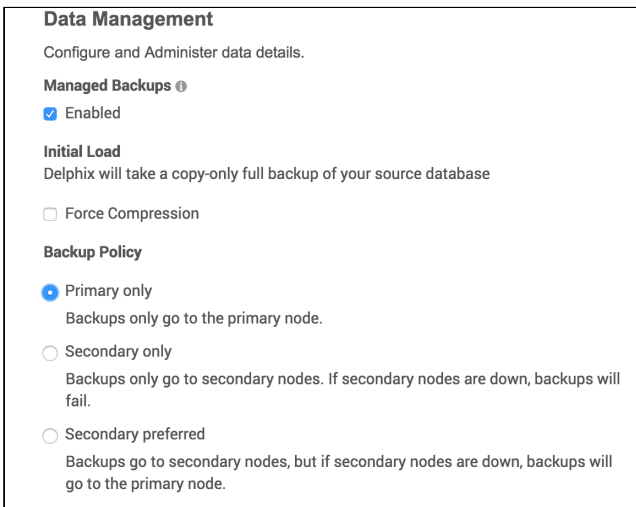 Data Management
Configure and Administer data details.
Managed Backups
Enabled
Initial Load
Delphix will take a copy-only full backup of your source database
Force Compression
Backup Policy
Primary only
Backups only go to the primary node.
Secondary only
Backups only go to secondary nodes. If secondary nodes are down, backups will
fail.
Secondary preferred
Backups go to secondary nodes, but if secondary nodes are down, backups will
go to the primary node.